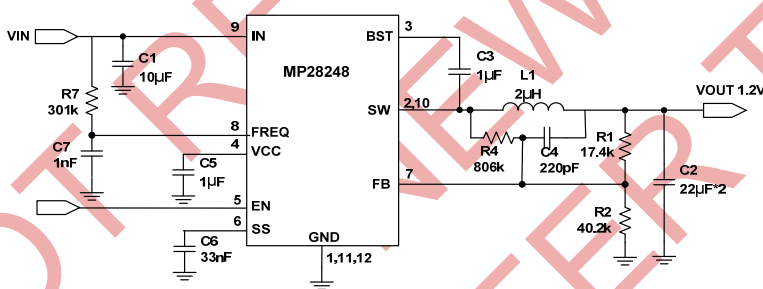 VIN
9
IN
BST
3
C1
10µF
MP28248
C3
1µF
L1
2µH
R7
301k
SW
2,10
VOUT 1.2V
8
FREQ
C7
1nF
4
VCC
C5
1µF
R4
806k
C4
220pF
R1
17.4k
C2
22µF*2
FB
7
5
EN
6
SS
C6
33nF
R2
40.2k
GND
1,11,12